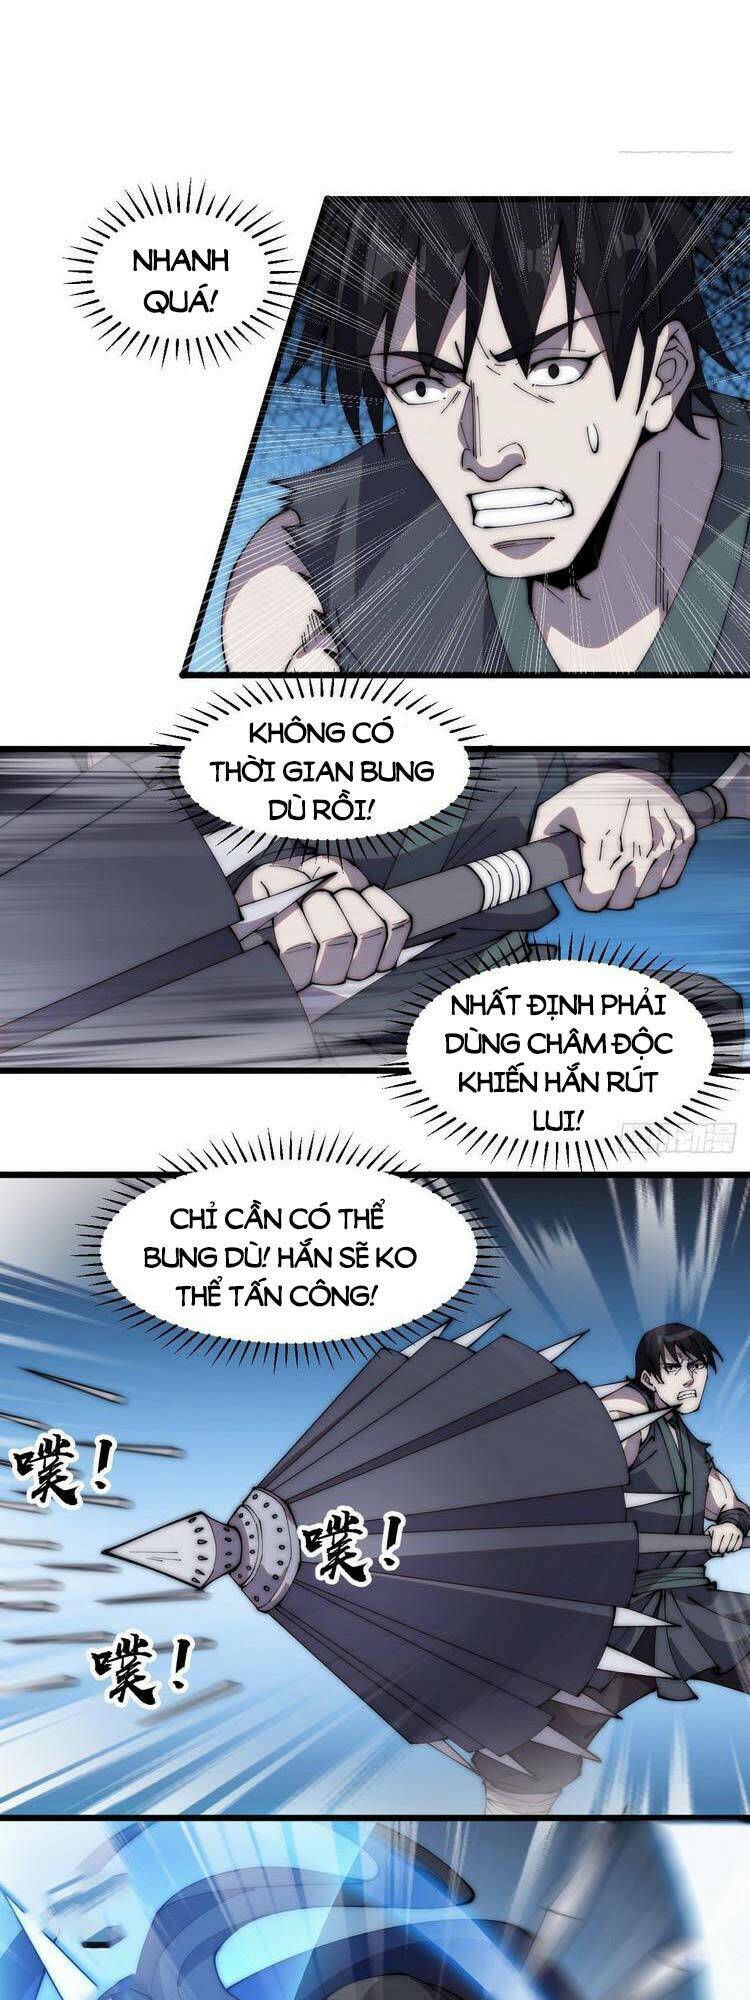 NHANH
QUÁ!
KHÔNG CÓ
THỜI GIAN BUNG
DÙ RỒI!
NHẤT ĐỊNH PHẢI
DÙNG CHÂM ĐỘC
KHIẾN HẮN RÚT
LUI!
CHỈ CẦN CÓ THỂ
BUNG DÙ! HẮN SẼ KO
THỂ TẤN CÔNG!
噗！
噗！
噗！